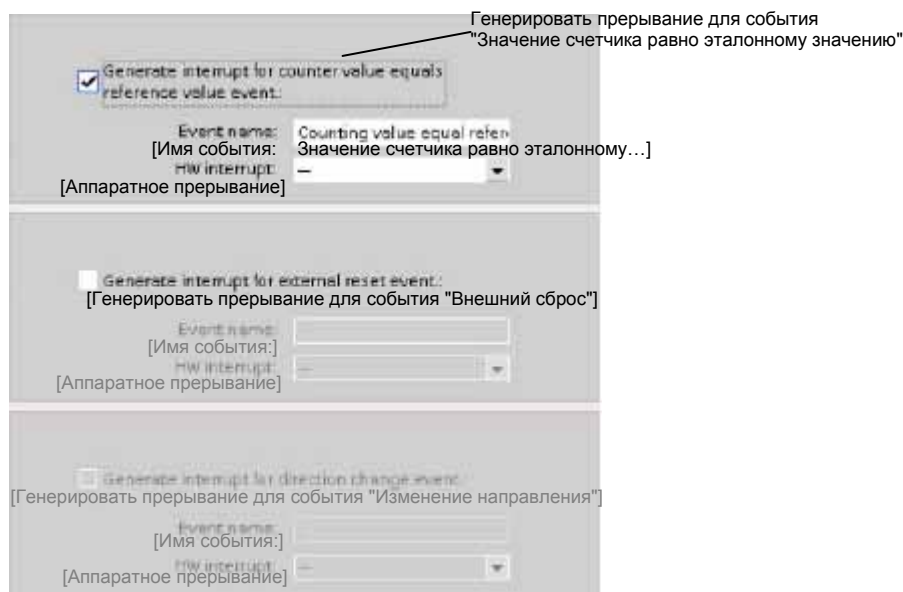 Генерировать прерывание для события
"Значение счетчика равно эталонному значению"
Generate interrupt for counter value equals
reference value event.:
Event name: Counting value equal refer
[Имя события: Значение счетчика равно эталонному…]
HW interrupt: —
[Аппаратное прерывание]
Generate interrupt for external reset event.:
[Генерировать прерывание для события "Внешний сброс"]
Event name:
[Имя события:]
HW interrupt: —
[Аппаратное прерывание]
Generate interrupt for direction change event.:
[Генерировать прерывание для события "Изменение направления"]
Event name:
[Имя события:]
HW interrupt: —
[Аппаратное прерывание]